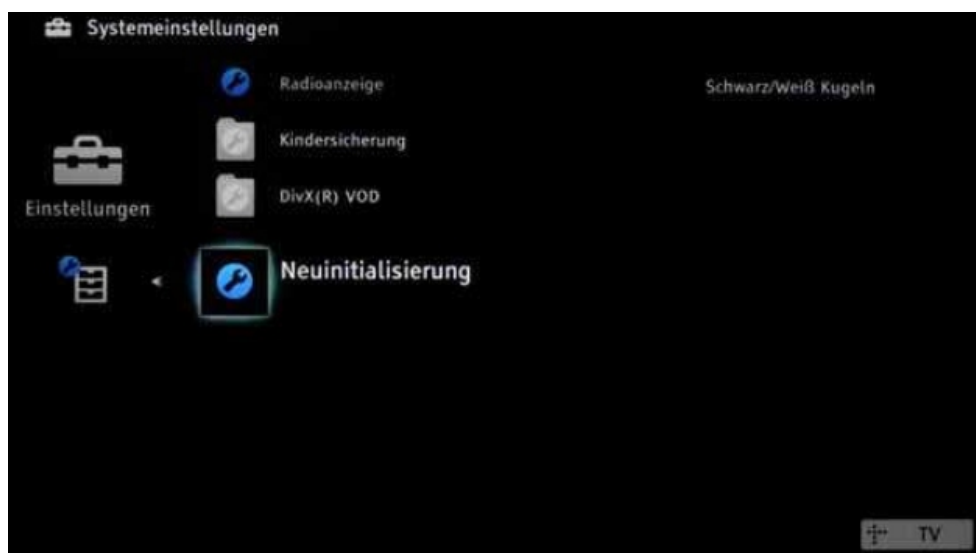 Systemeinstellungen
Radioanzeige
Schwarz/Weiß Kugeln
Kindersicherung
Einstellungen
DivX(R) VOD
Neuinitialisierung
TV